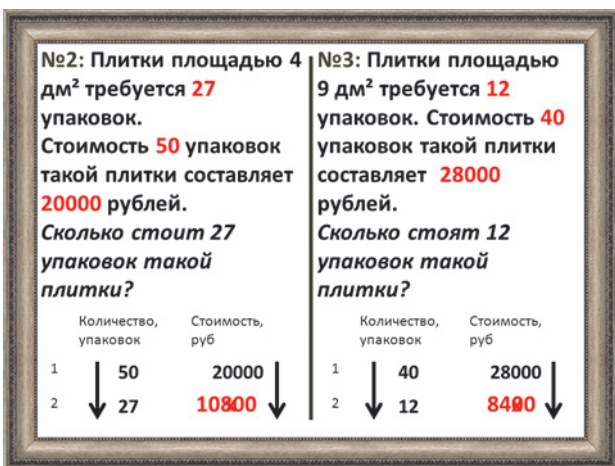 №2: Плитки площадью 4
дм² требуется 27
упаковок.
Стоимость 50 упаковок
такой плитки составляет
20000 рублей.
Сколько стоит 27
упаковок такой
плитки?
Количество,
упаковок
Стоимость,
руб
1 50 20000
2 27 10800
№3: Плитки площадью
9 дм² требуется 12
упаковок. Стоимость 40
упаковок такой плитки
составляет 28000
рублей.
Сколько стоят 12
упаковок такой
плитки?
Количество,
упаковок
Стоимость,
руб
1 40 28000
2 12 8400